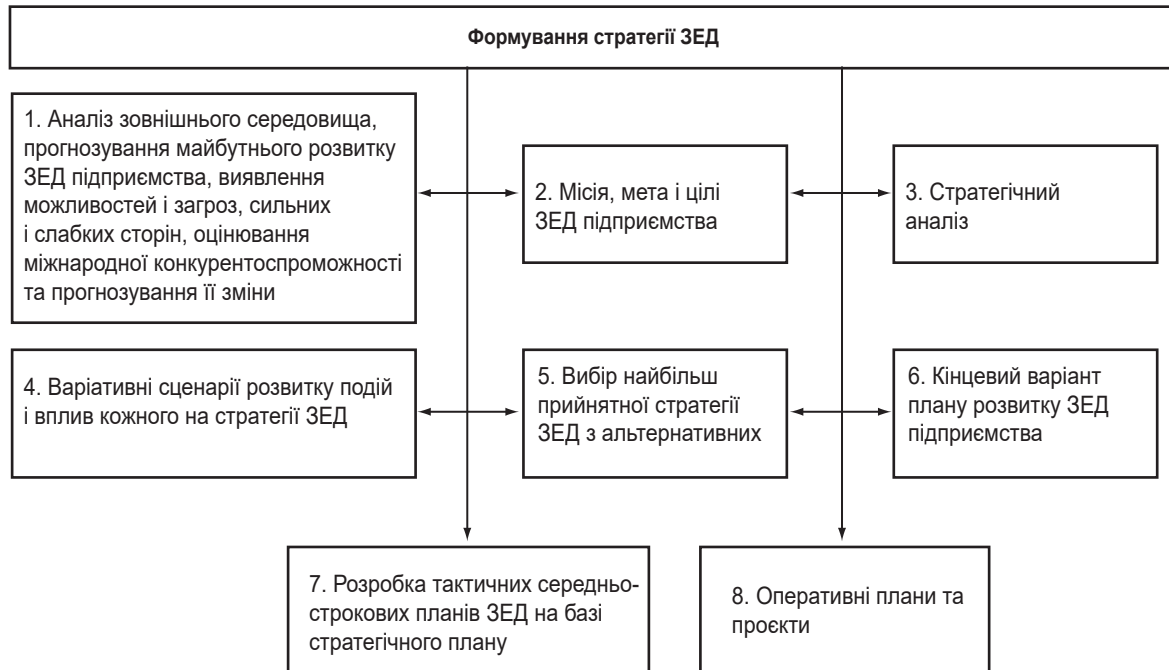 Формування стратегії ЗЕД
1. Аналіз зовнішнього середовища,
прогнозування майбутнього розвитку
ЗЕД підприємства, виявлення
можливостей і загроз, сильних
і слабких сторін, оцінювання
міжнародної конкурентоспроможності
та прогнозування її зміни
2. Місія, мета і цілі
ЗЕД підприємства
3. Стратегічний
аналіз
4. Варіативні сценарії розвитку подій
і вплив кожного на стратегії ЗЕД
5. Вибір найбільш
прийнятної стратегії
ЗЕД з альтернативних
6. Кінцевий варіант
плану розвитку ЗЕД
підприємства
7. Розробка тактичних середньо-
строкових планів ЗЕД на базі
стратегічного плану
8. Оперативні плани та
проєкти